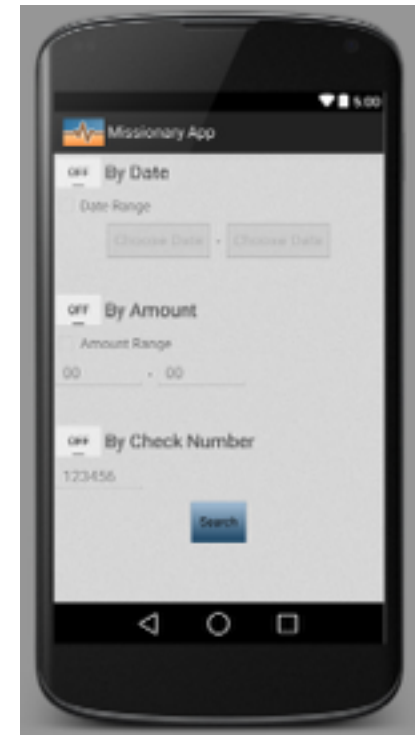 5:00
Missionary App
OFF By Date
Date Range
Choose Date - Choose Date
OFF By Amount
Amount Range
00 - 00
OFF By Check Number
123456
Search